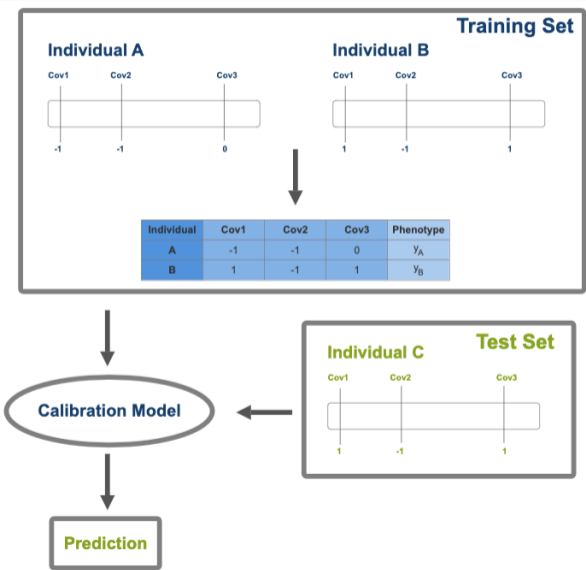 Training Set
Individual A
Individual B
Cov1 Cov2 Cov3
Cov1 Cov2 Cov3
-1 -1 0
1 -1 1
Individual Cov1 Cov2 Cov3 Phenotype
A -1 -1 0 yA
B 1 -1 1 yB
Test Set
Individual C
Cov1 Cov2 Cov3
1 -1 1
Calibration Model
Prediction